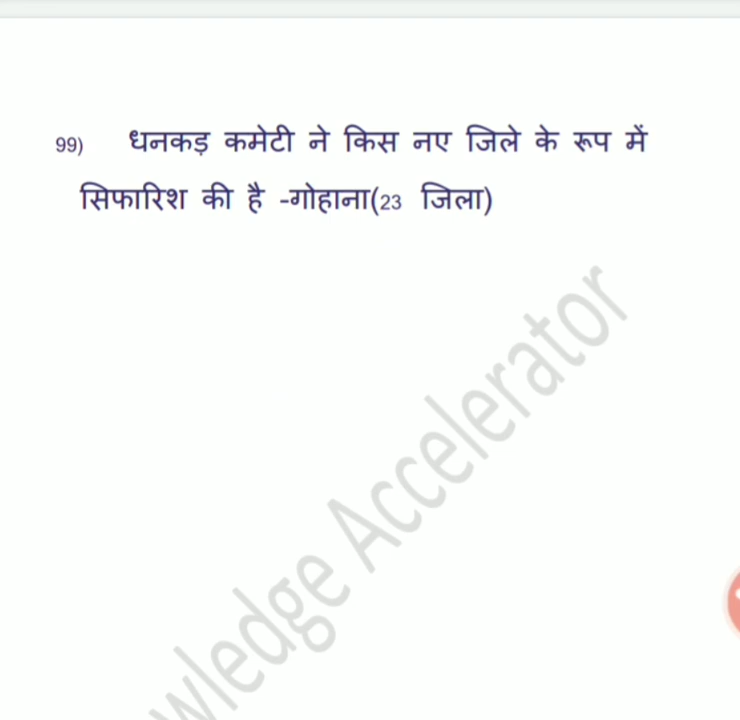 99) धनकड़ कमेटी ने किस नए जिले के रूप में
सिफारिश की है -गोहाना(23 जिला)
wledge Accelerator